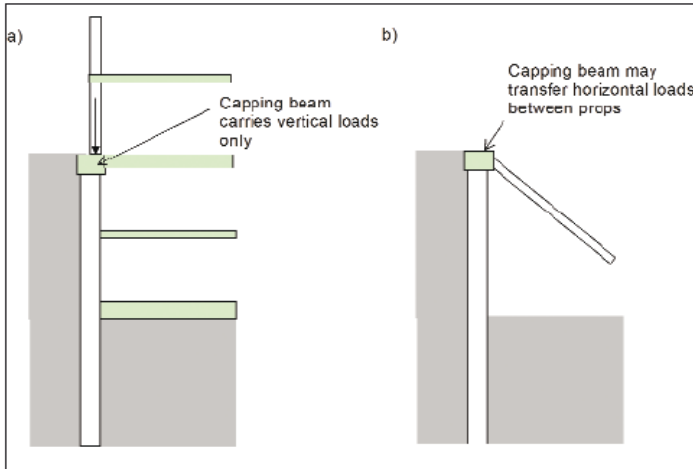 a)
Capping beam
carries vertical loads
only
b)
Capping beam may
transfer horizontal loads
between props